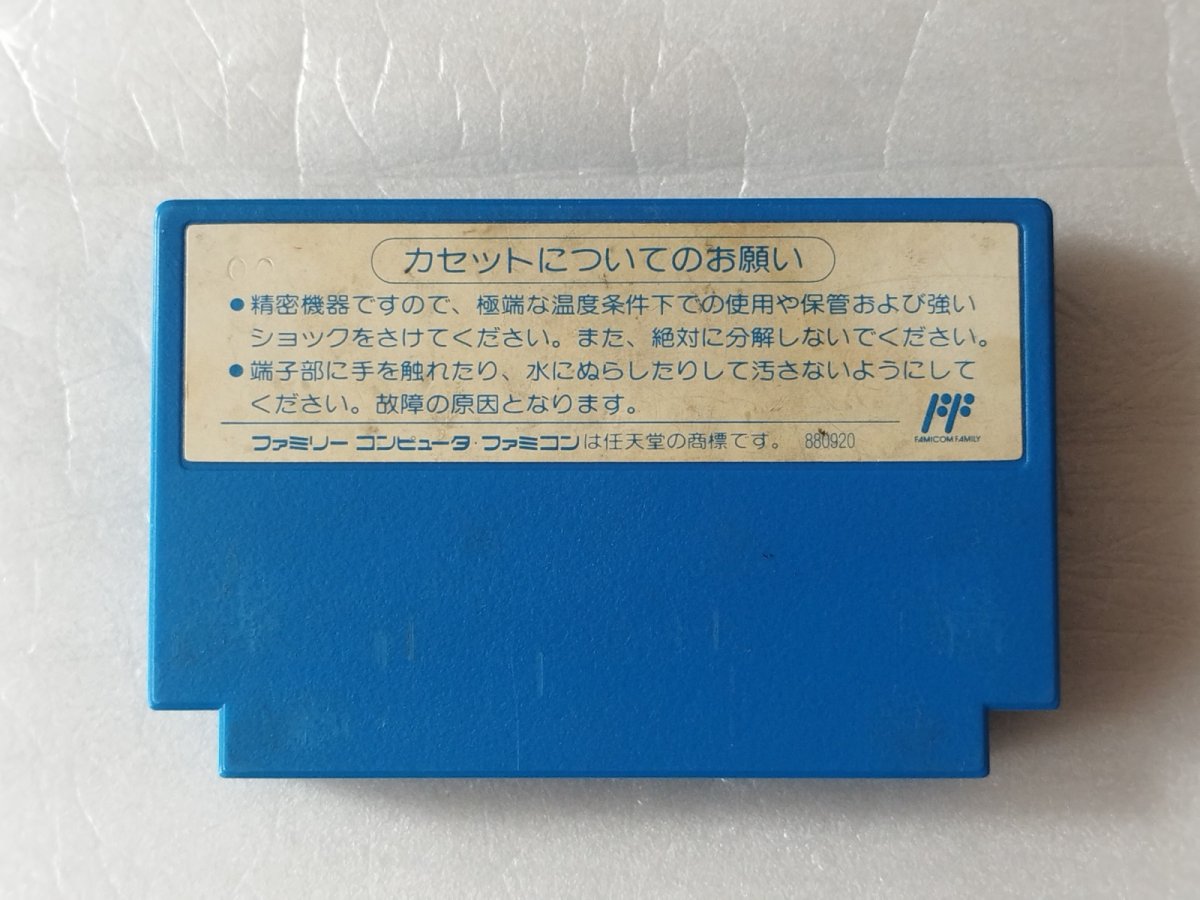 カセットについてのお願い
●精密機器ですので、極端な温度条件下での使用や保管および強い
ショックをさけてください。また、絶対に分解しないでください。
●端子部に手を触れたり、水にぬらしたりして汚さないようにして
ください。故障の原因となります。
FAMICOM FAMILY
ファミリー コンピュータ・ファミコンは任天堂の商標です。 880920